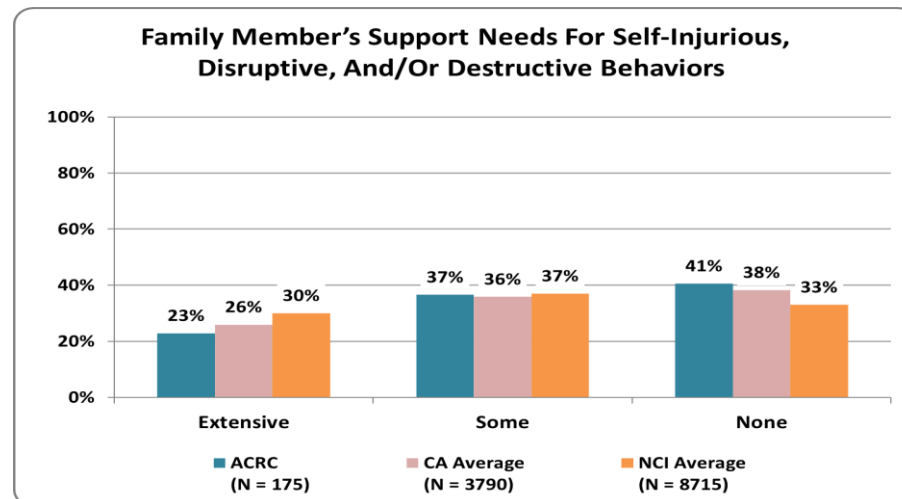 Family Member's Support Needs For Self-Injurious,
Disruptive, And/Or Destructive Behaviors
100%
80%
60%
40%
20%
0%
23%
26%
30%
37%
36%
37%
41%
38%
33%
Extensive
Some
None
ACRC
(N = 175)
CA Average
(N = 3790)
NCI Average
(N = 8715)